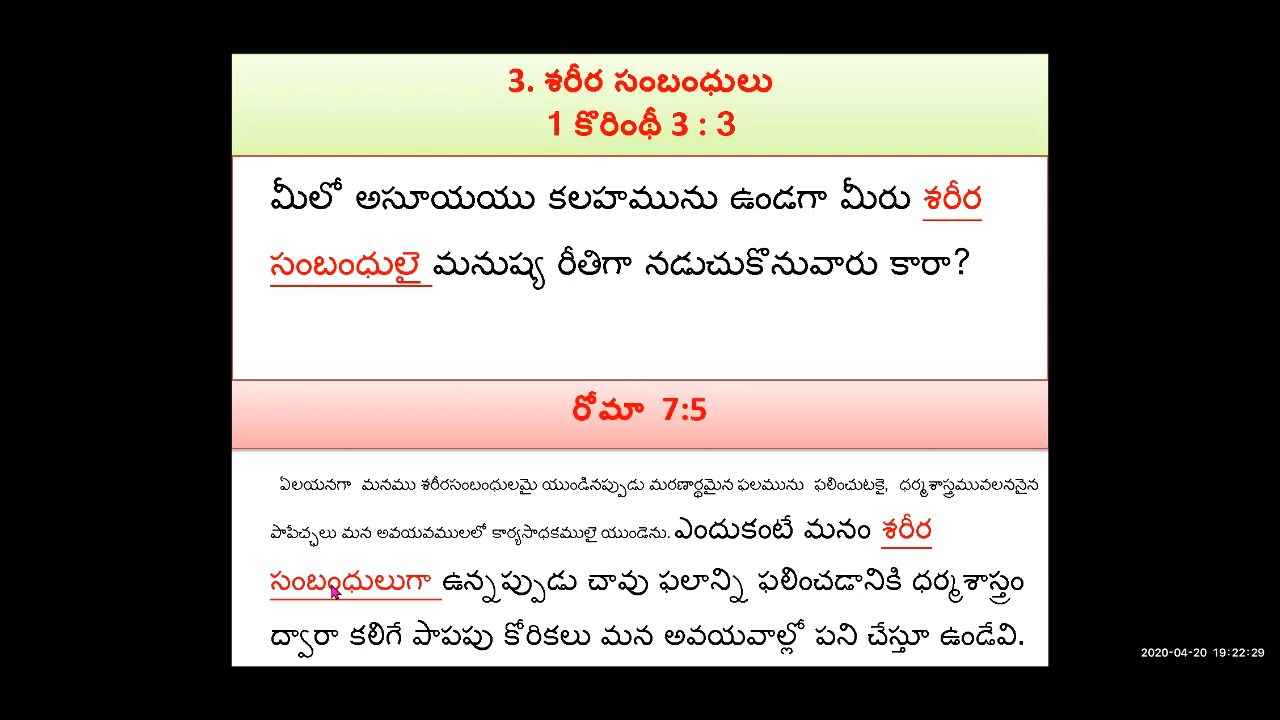 3. శరీర సంబంధులు
1 కొరింథీ 3 : 3
మీలో అసూయయు కలహమును ఉండగా మీరు శరీర
సంబంధులై మనుష్య రీతిగా నడుచుకొనువారు కారా?
రోమా 7:5
ఏలయనగా మనము శరీరసంబంధులమై యుండినప్పుడు మరణార్థమైన ఫలమును ఫలించుటకై, ధర్మశాస్త్రమువలననైన
పాపేచ్ఛలు మన అవయవములలో కార్యసాధకములై యుండెను. ఎందుకంటే మనం శరీర
సంబంధులుగా ఉన్నప్పుడు చావు ఫలాన్ని ఫలించడానికి ధర్మశాస్త్రం
ద్వారా కలిగే పాపపు కోరికలు మన అవయవాల్లో పని చేస్తూ ఉండేవి.
2020-04-20 19:22:29